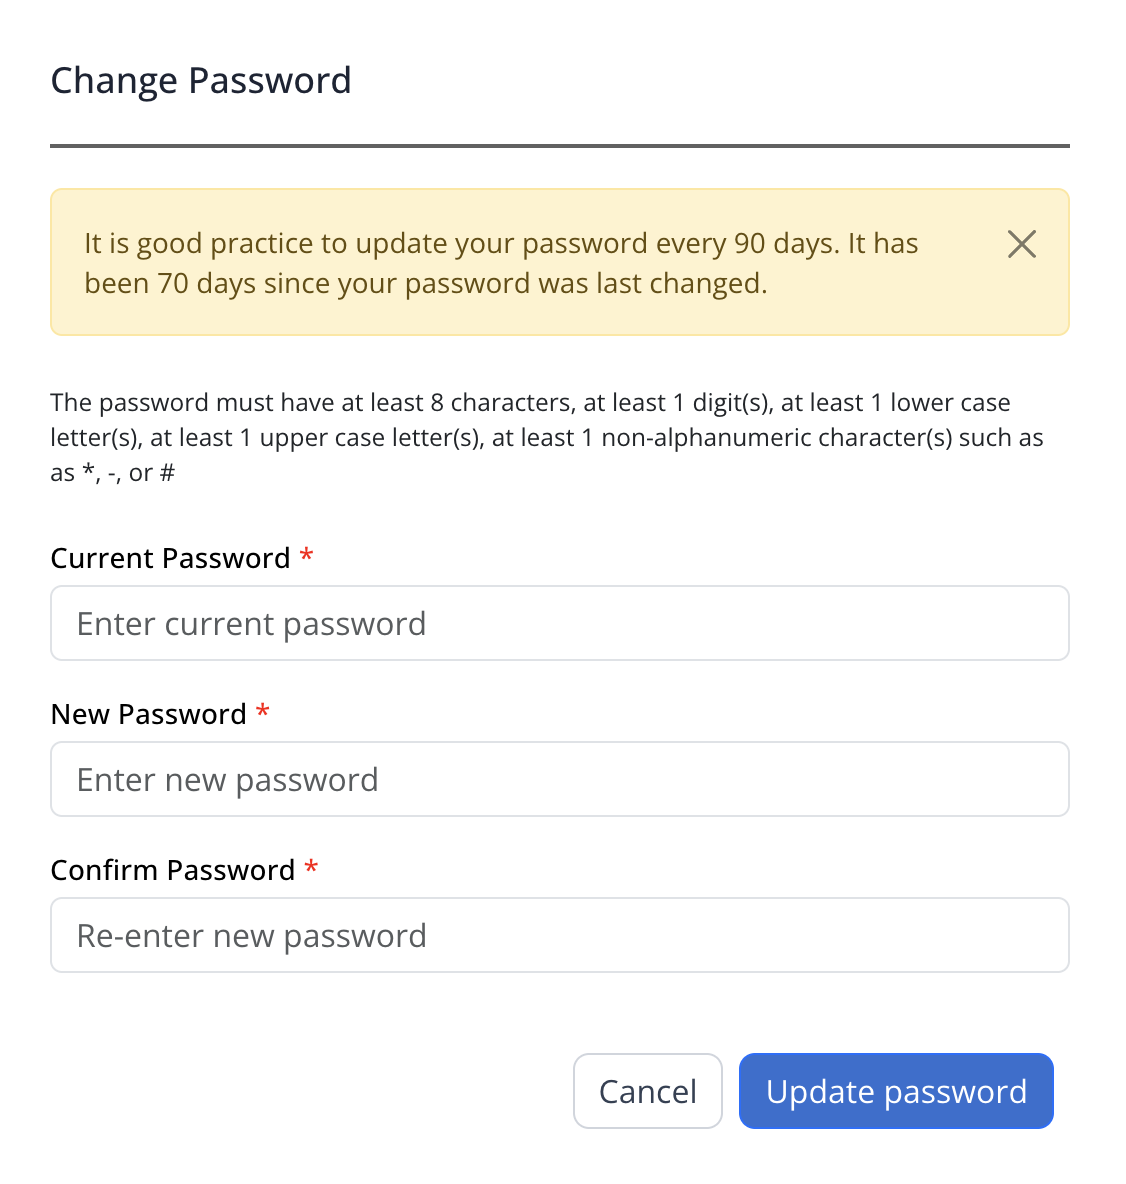 Change Password
It is good practice to update your password every 90 days. It has
been 70 days since your password was last changed.
The password must have at least 8 characters, at least 1 digit(s), at least 1 lower case
letter(s), at least 1 upper case letter(s), at least 1 non-alphanumeric character(s) such as
as *, -, or #
Current Password *
Enter current password
New Password *
Enter new password
Confirm Password *
Re-enter new password
Cancel
Update password